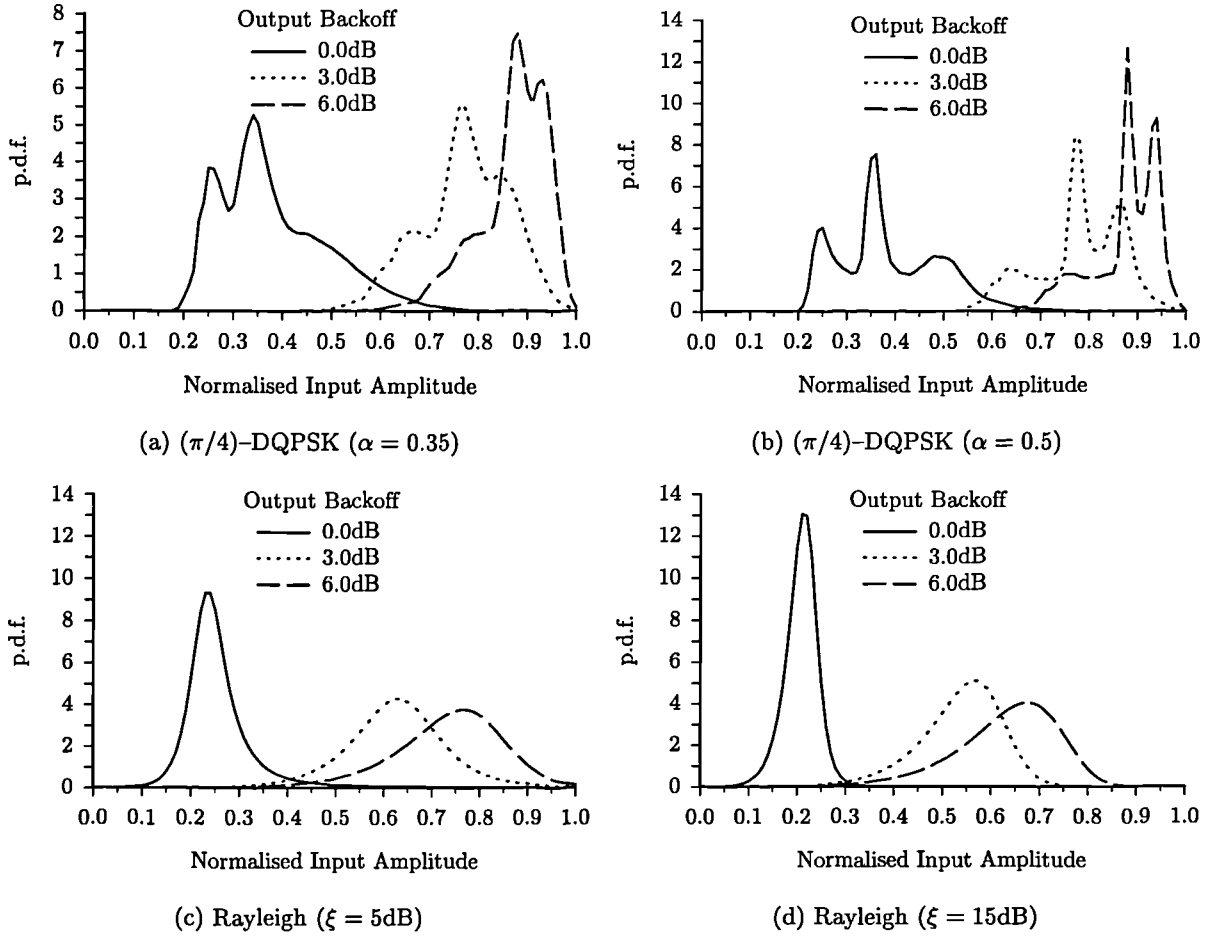 Output Backoff
0.0dB
3.0dB
6.0dB
p.d.f.
8
7
6
5
4
3
2
1
0
0.0 0.1 0.2 0.3 0.4 0.5 0.6 0.7 0.8 0.9 1.0
Normalised Input Amplitude
(a) (π/4)–DQPSK (α = 0.35)
Output Backoff
0.0dB
3.0dB
6.0dB
p.d.f.
14
12
10
8
6
4
2
0
0.0 0.1 0.2 0.3 0.4 0.5 0.6 0.7 0.8 0.9 1.0
Normalised Input Amplitude
(b) (π/4)–DQPSK (α = 0.5)
Output Backoff
0.0dB
3.0dB
6.0dB
p.d.f.
14
12
10
8
6
4
2
0
0.0 0.1 0.2 0.3 0.4 0.5 0.6 0.7 0.8 0.9 1.0
Normalised Input Amplitude
(c) Rayleigh (ξ = 5dB)
Output Backoff
0.0dB
3.0dB
6.0dB
p.d.f.
14
12
10
8
6
4
2
0
0.0 0.1 0.2 0.3 0.4 0.5 0.6 0.7 0.8 0.9 1.0
Normalised Input Amplitude
(d) Rayleigh (ξ = 15dB)